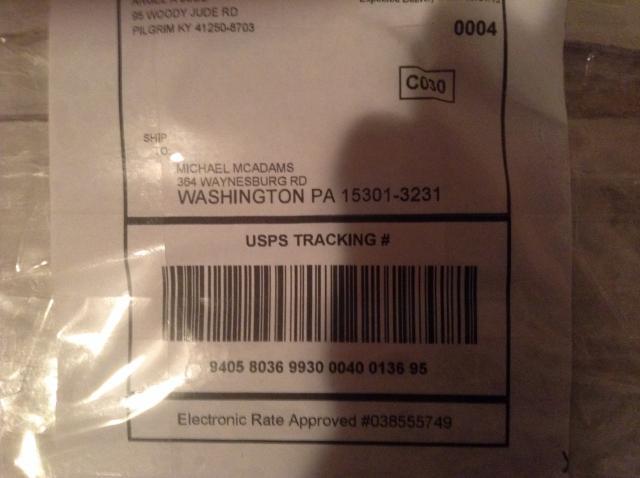 95 WOODY JUDE RD
PILGRIM KY 41250-8703
0004
C030
SHIP
TO:
MICHAEL MCADAMS
364 WAYNESBURG RD
WASHINGTON PA 15301-3231
USPS TRACKING #
9405 8036 9930 0040 0136 95
Electronic Rate Approved #038555749